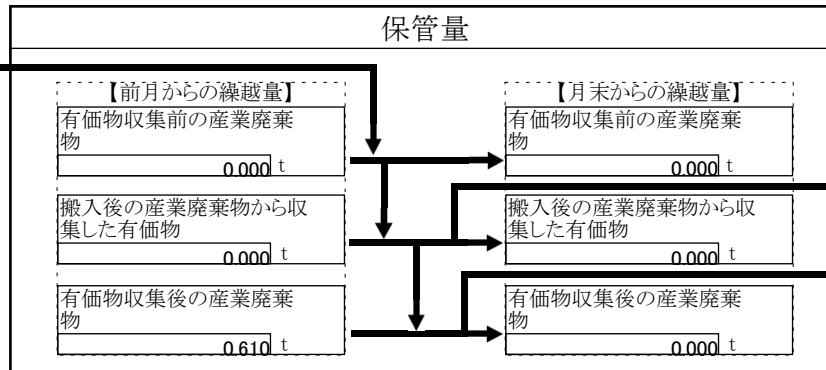 保管量
【前月からの繰越量】
有価物収集前の産業廃棄
物
0.000 t
搬入後の産業廃棄物から収
集した有価物
0.000 t
有価物収集後の産業廃棄
物
0.610 t
【月末からの繰越量】
有価物収集前の産業廃棄
物
0.000 t
搬入後の産業廃棄物から収
集した有価物
0.000 t
有価物収集後の産業廃棄
物
0.000 t